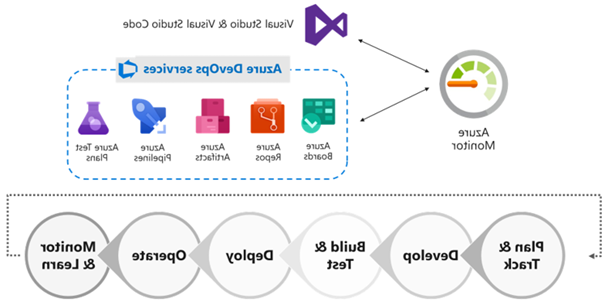 Visual Studio & Visual Studio Code
Azure DevOps services
Azure
Monitor
Azure
Boards
Azure
Repos
Azure
Artifacts
Azure
Pipelines
Azure Test
Plans
Plan &
Track
Develop
Build &
Test
Deploy
Operate
Monitor
& Learn